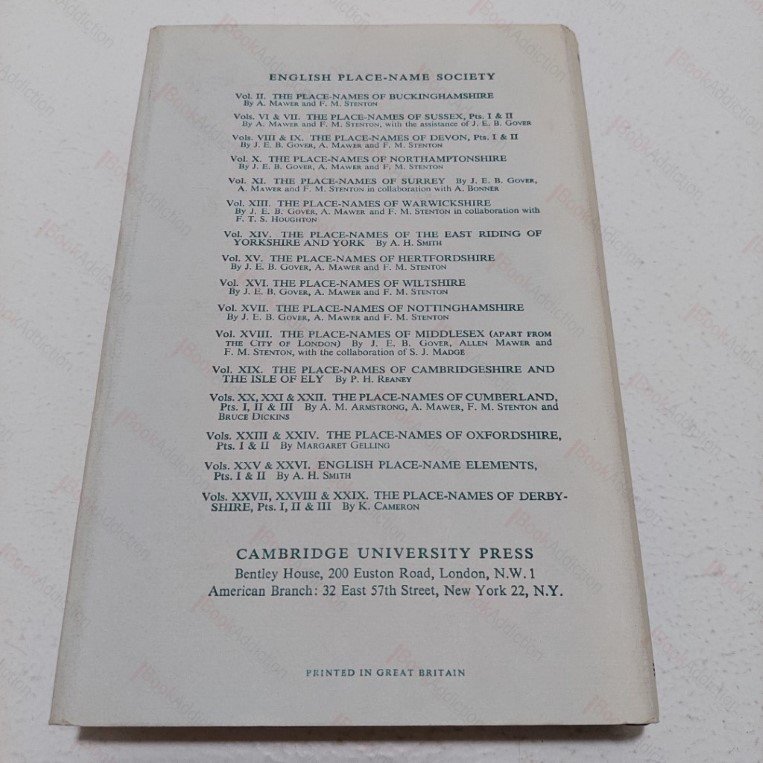 ENGLISH PLACE-NAME SOCIETY
Vol. II. THE PLACE-NAMES OF BUCKINGHAMSHIRE
By A. MAWER and F. M. STENTON
Vols. VI & VII. THE PLACE-NAMES OF SUSSEX, Pts. I & II
By A. MAWER and F. M. STENTON, with the assistance of J. E. B. GOVER
Vols. VIII & IX. THE PLACE-NAMES OF DEVON, Pts. I & II
By J. E. B. GOVER, A. MAWER and F. M. STENTON
Vol. X. THE PLACE-NAMES OF NORTHAMPTONSHIRE
By J. E. B. GOVER, A. MAWER and F. M. STENTON
Vol. XI. THE PLACE-NAMES OF SURREY By J. E. B. GOVER,
A. MAWER and F. M. STENTON in collaboration with A. BONNER
Vol. XIII. THE PLACE-NAMES OF WARWICKSHIRE
By J. E. B. GOVER, A. MAWER and F. M. STENTON in collaboration with
F. T. S. HOUGHTON
Vol. XIV. THE PLACE-NAMES OF THE EAST RIDING OF
YORKSHIRE AND YORK By A. H. SMITH
Vol. XV. THE PLACE-NAMES OF HERTFORDSHIRE
By J. E. B. GOVER, A. MAWER and F. M. STENTON
Vol. XVI. THE PLACE-NAMES OF WILTSHIRE
By J. E. B. GOVER, A. MAWER and F. M. STENTON
Vol. XVII. THE PLACE-NAMES OF NOTTINGHAMSHIRE
By J. E. B. GOVER, A. MAWER and F. M. STENTON
Vol. XVIII. THE PLACE-NAMES OF MIDDLESEX (APART FROM
THE CITY OF LONDON) By J. E. B. GOVER, ALLEN MAWER and
F. M. STENTON, with the collaboration of S. J. MADGE
Vol. XIX. THE PLACE-NAMES OF CAMBRIDGESHIRE AND
THE ISLE OF ELY By P. H. REANEY
Vols. XX, XXI & XXII. THE PLACE-NAMES OF CUMBERLAND,
Pts. I, II & III By A. M. ARMSTRONG, A. MAWER, F. M. STENTON and
BRUCE DICKINS
Vols. XXIII & XXIV. THE PLACE-NAMES OF OXFORDSHIRE,
Pts. I & II By MARGARET GELLING
Vols. XXV & XXVI. ENGLISH PLACE-NAME ELEMENTS,
Pts. I & II By A. H. SMITH
Vols. XXVII, XXVIII & XXIX. THE PLACE-NAMES OF DERBY-
SHIRE, Pts. I, II & III By K. CAMERON
CAMBRIDGE UNIVERSITY PRESS
Bentley House, 200 Euston Road, London, N.W. 1
American Branch: 32 East 57th Street, New York 22, N.Y.
PRINTED IN GREAT BRITAIN
BookAddiction